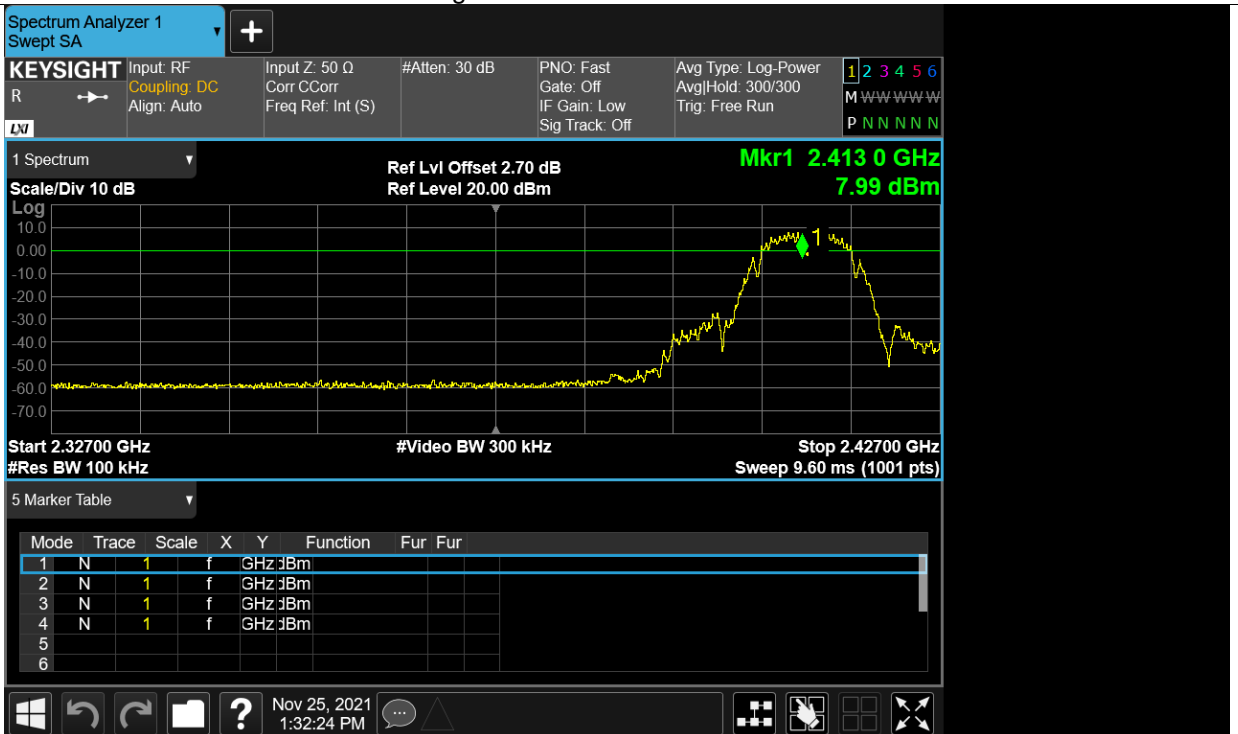 Spectrum Analyzer 1
Swept SA
+
KEYSIGHT
R
LXI
Input: RF
Coupling: DC
Align: Auto
Input Z: 50 Ω
Corr CCorr
Freq Ref: Int (S)
#Atten: 30 dB
PNO: Fast
Gate: Off
IF Gain: Low
Sig Track: Off
Avg Type: Log-Power
Avg|Hold: 300/300
Trig: Free Run
1 2 3 4 5 6
M W W W W W
P N N N N N
1 Spectrum
Scale/Div 10 dB
Ref Lvl Offset 2.70 dB
Ref Level 20.00 dBm
Mkr1 2.413 0 GHz
7.99 dBm
Log
10.0
0.00
-10.0
-20.0
-30.0
-40.0
-50.0
-60.0
-70.0
1
Start 2.32700 GHz
#Video BW 300 kHz
Stop 2.42700 GHz
#Res BW 100 kHz
Sweep 9.60 ms (1001 pts)
5 Marker Table
Mode Trace Scale X Y Function Fur Fur
1 N 1 f GHz dBm
2 N 1 f GHz dBm
3 N 1 f GHz dBm
4 N 1 f GHz dBm
5
6
?
Nov 25, 2021
1:32:24 PM